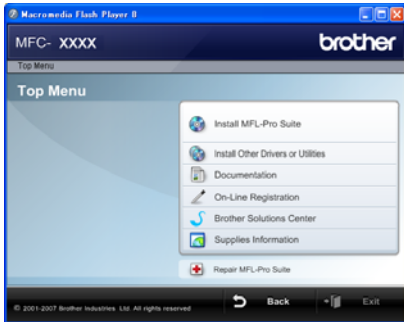 Macromedia Flash Player 8
MFC- XXXX
brother
Top Menu
Top Menu
Install MFL-Pro Suite
Install Other Drivers or Utilities
Documentation
On-Line Registration
Brother Solutions Center
Supplies Information
Repair MFL-Pro Suite
© 2001-2007 Brother Industries, Ltd. All rights reserved
Back
Exit